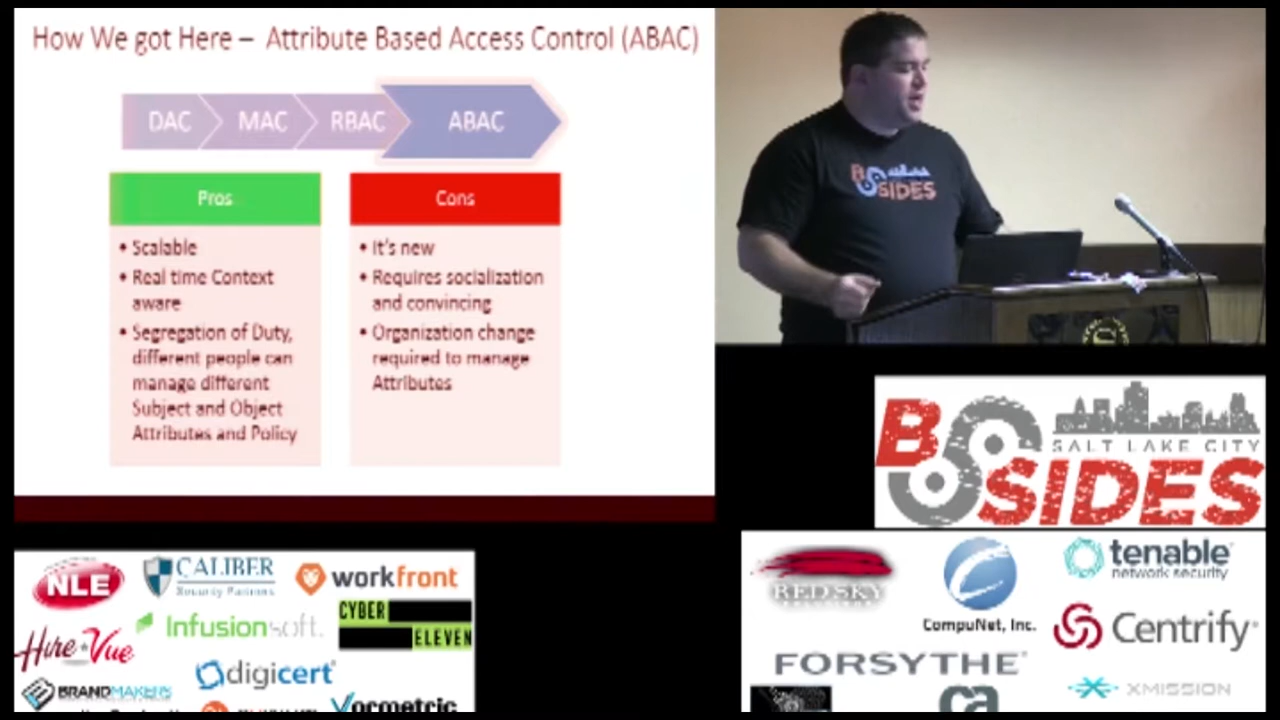 How We got Here – Attribute Based Access Control (ABAC)
DAC
MAC
RBAC
ABAC
Pros
• Scalable
• Real time Context
aware
• Segregation of Duty,
different people can
manage different
Subject and Object
Attributes and Policy
Cons
• It's new
• Requires socialization
and convincing
• Organization change
required to manage
Attributes
BSIDES
SALT LAKE CITY
BSIDES
NLE
CALIBER
Security Partners
workfront
Infusionsoft.
CYBER
ELEVEN
Hire Vue
digicert
BRANDMAKERS
Vormetric
RED SKY
CompuNet, Inc.
tenable
network security
Centrify
FORSYTHE
ca
XMISSION